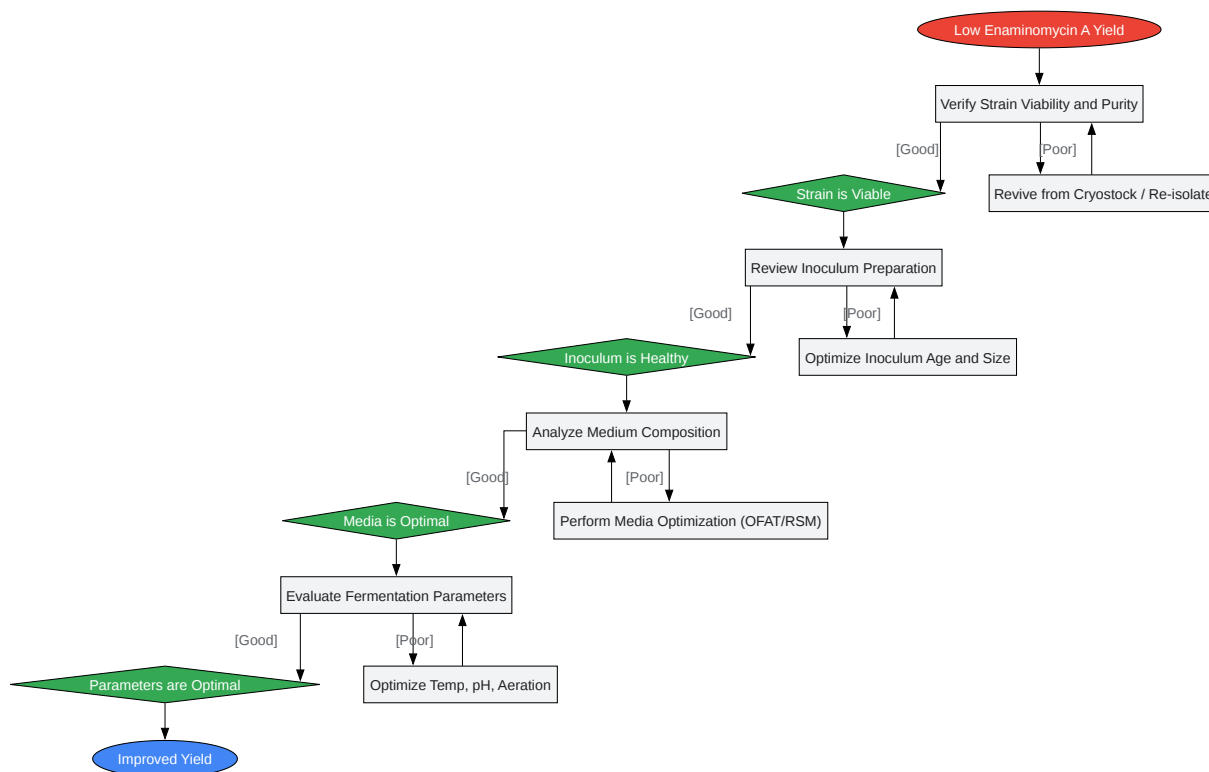 Low Enaminomycin A Yield
Verify Strain Viability and Purity
[Good]
[Poor]
Strain is Viable
Revive from Cryostock / Re-isolate
Review Inoculum Preparation
[Good]
[Poor]
Inoculum is Healthy
Optimize Inoculum Age and Size
Analyze Medium Composition
[Good]
[Poor]
Media is Optimal
Perform Media Optimization (OFAT/RSM)
Evaluate Fermentation Parameters
[Good]
[Poor]
Parameters are Optimal
Optimize Temp, pH, Aeration
Improved Yield